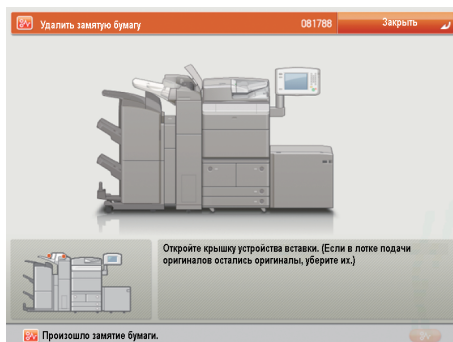 Удалить замятую бумагу 081788 Закрыть
Откройте крышку устройства вставки. (Если в лотке подачи
оригиналов остались оригиналы, уберите их.)
Произошло замятие бумаги.